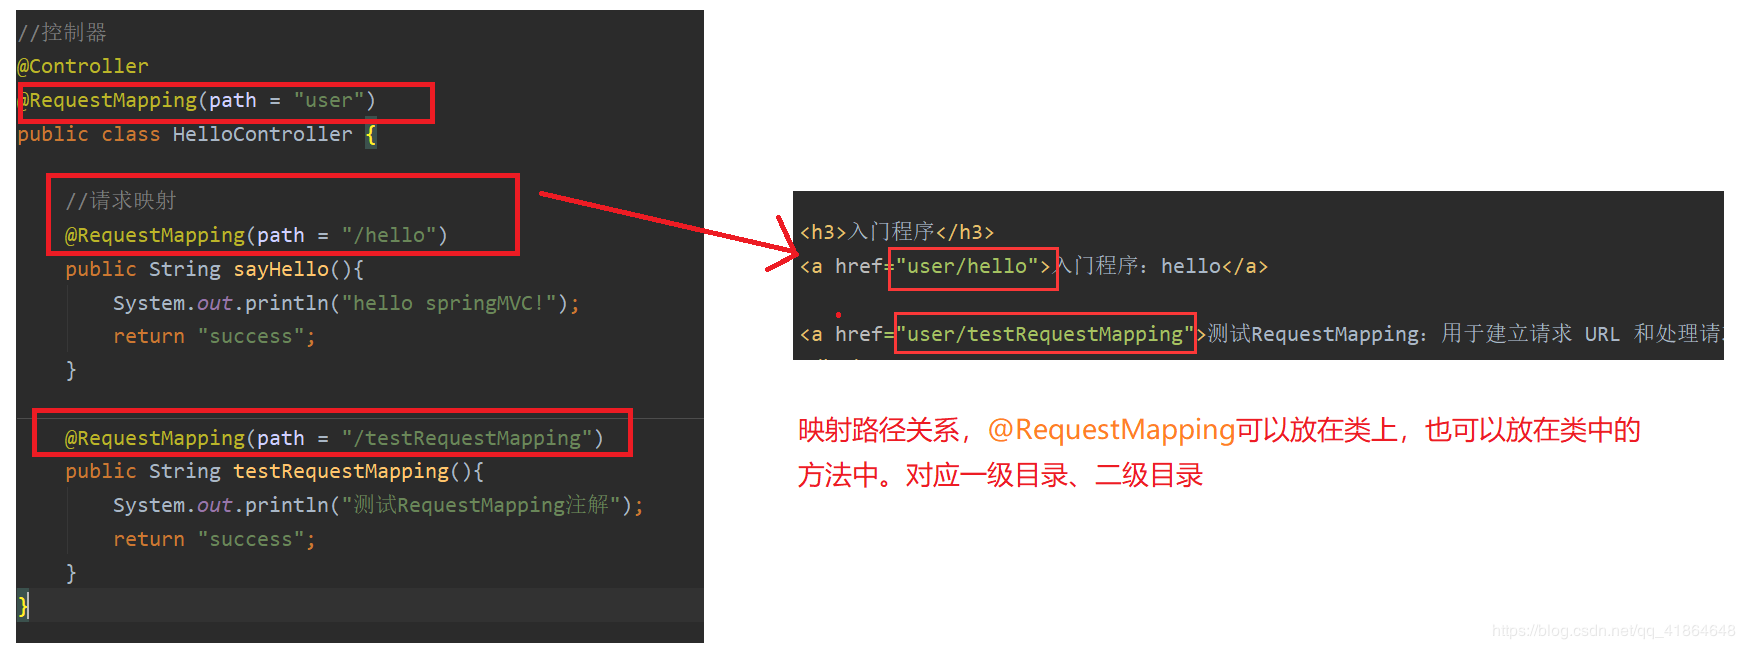 //控制器
@Controller
@RequestMapping(path = "user")
public class HelloController {
//请求映射
@RequestMapping(path = "/hello")
public String sayHello(){
System.out.println("hello springMVC!");
return "success";
}
@RequestMapping(path = "/testRequestMapping")
public String testRequestMapping(){
System.out.println("测试RequestMapping注解");
return "success";
}
}
<h3>入门程序</h3>
<a href="user/hello">入门程序：hello</a>
<a href="user/testRequestMapping">测试RequestMapping：用于建立请求 URL 和处理请
映射路径关系，@RequestMapping可以放在类上，也可以放在类中的
方法中。对应一级目录、二级目录
https://blog.csdn.net/qq_41864648